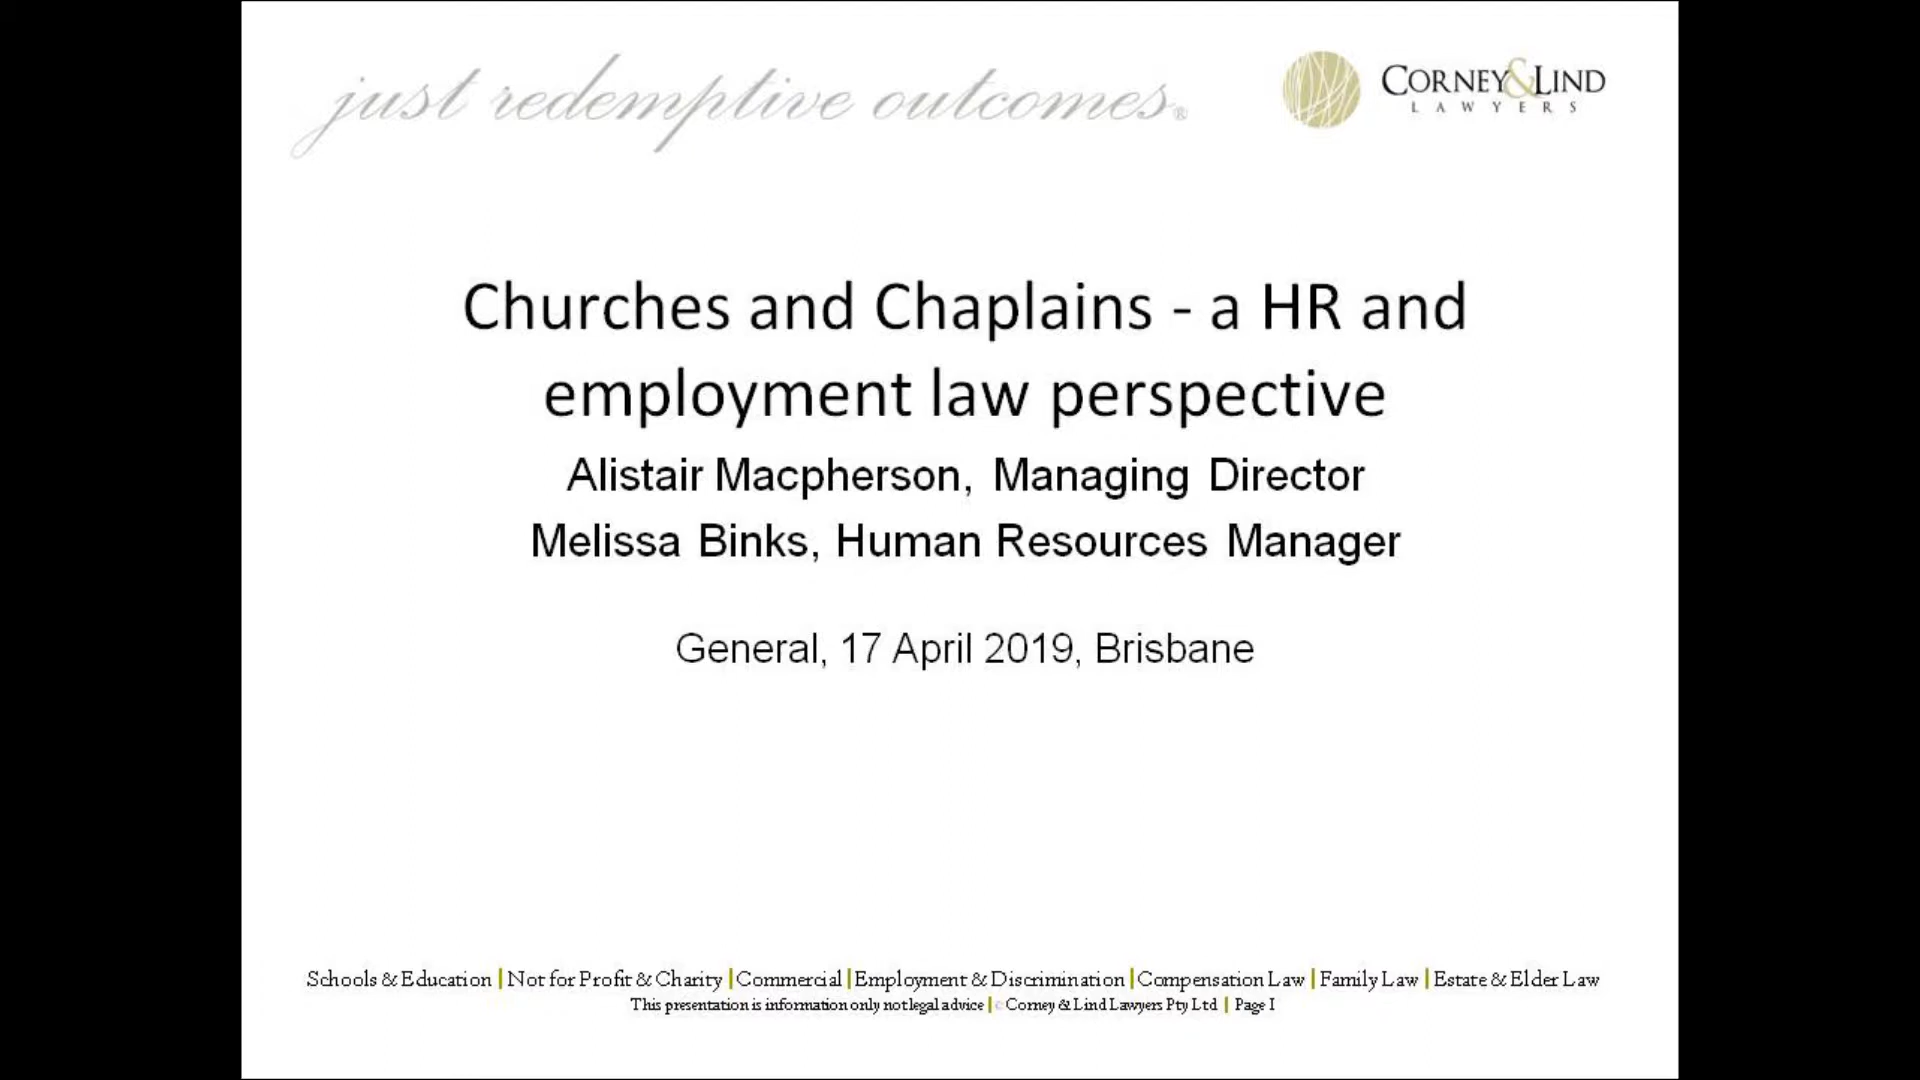 just redemptive outcomes®
CORNEY&LIND
LAWYERS
Churches and Chaplains - a HR and
employment law perspective
Alistair Macpherson, Managing Director
Melissa Binks, Human Resources Manager
General, 17 April 2019, Brisbane
Schools & Education | Not for Profit & Charity | Commercial | Employment & Discrimination | Compensation Law | Family Law | Estate & Elder Law
This presentation is information only not legal advice | © Corney & Lind Lawyers Pty Ltd | Page 1